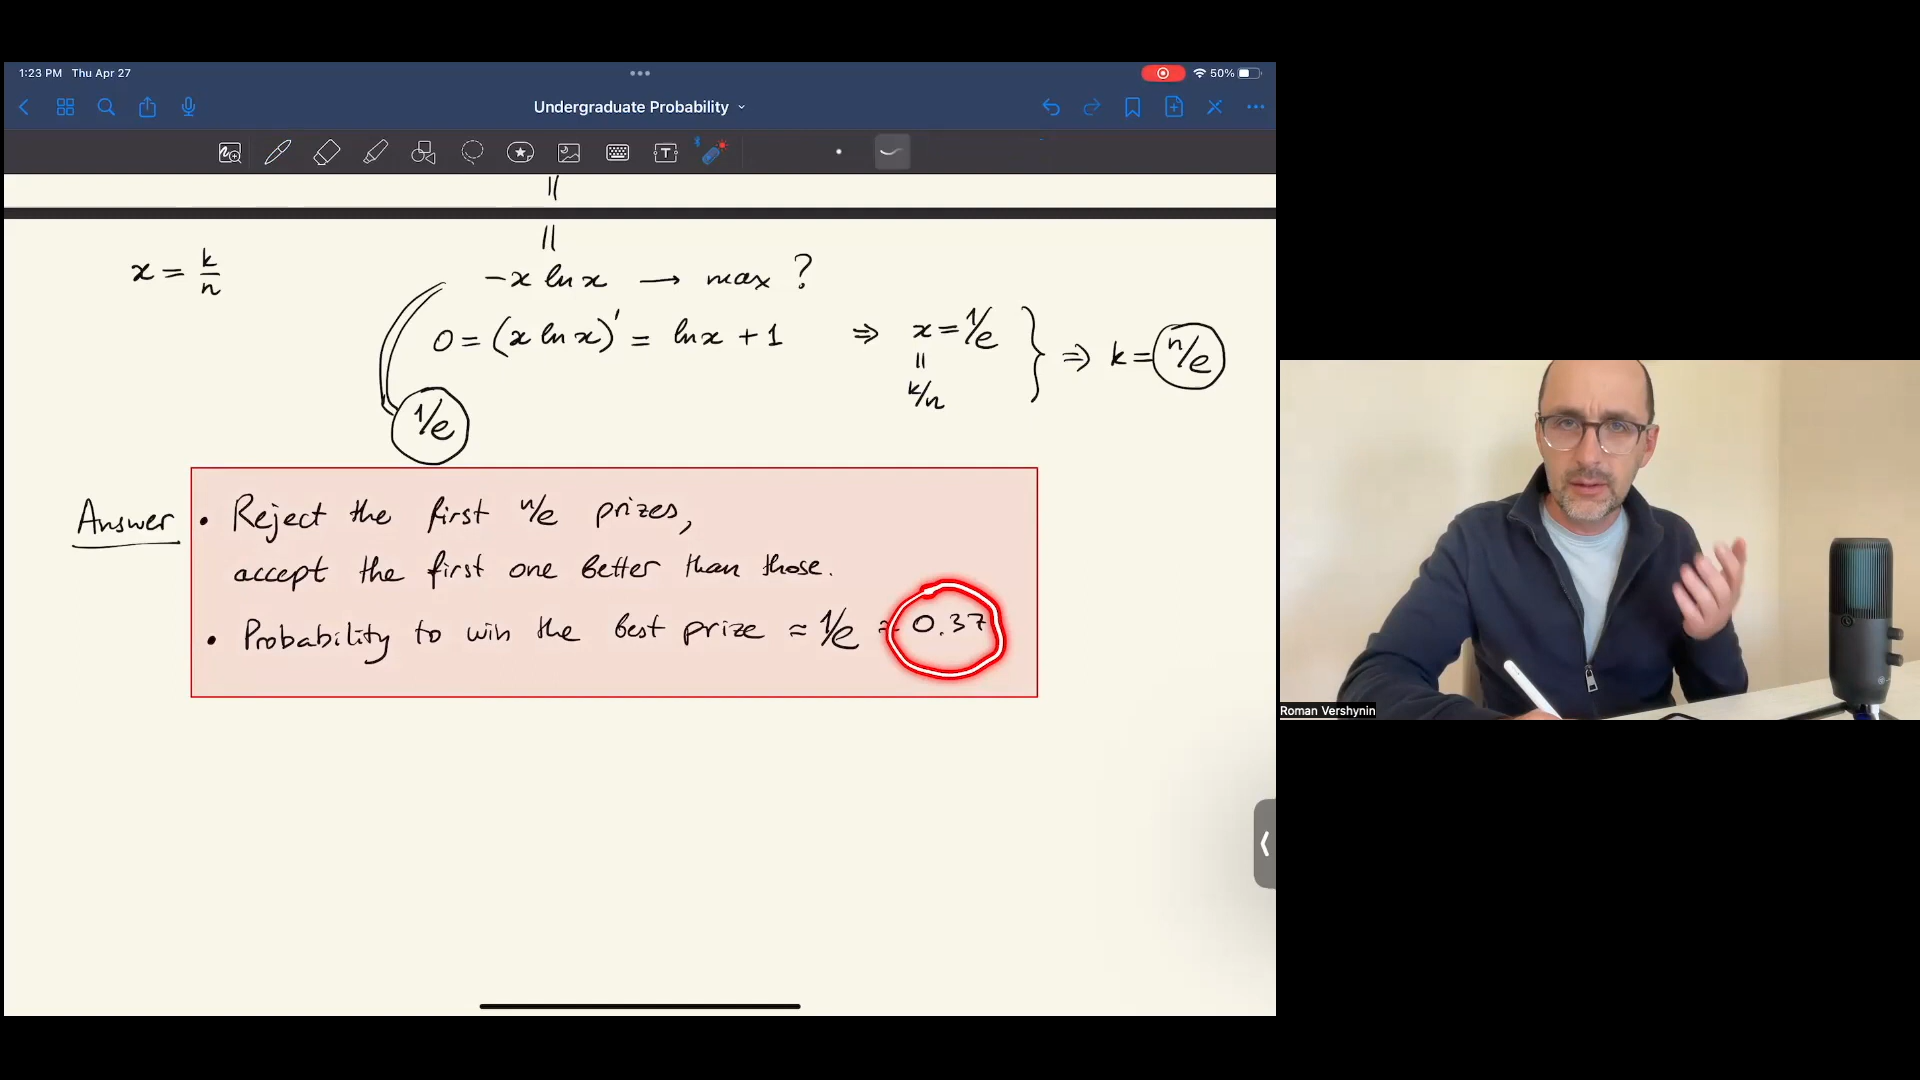 1:23 PM Thu Apr 27
50%
Undergraduate Probability
T
||
||
x = k/n
-x ln x → max ?
0 = (x ln x)' = ln x + 1 ⇒ x = 1/e } ⇒ k = n/e
||
k/n
1/e
Answer • Reject the first n/e prizes,
accept the first one better than those.
• Probability to win the best prize ≈ 1/e ≈ 0.37
Roman Vershynin